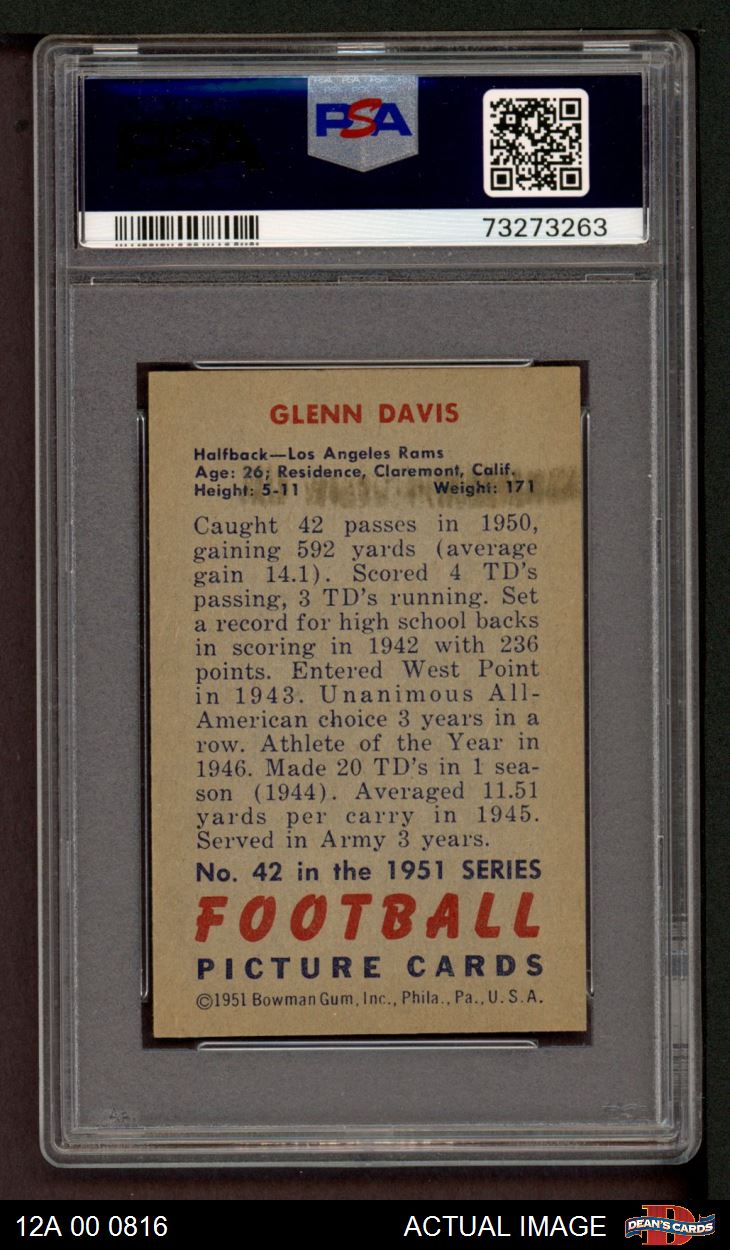 PSA
PSA
73273263
GLENN DAVIS
Halfback—Los Angeles Rams
Age: 26; Residence, Claremont, Calif.
Height: 5-11 Weight: 171
Caught 42 passes in 1950,
gaining 592 yards (average
gain 14.1). Scored 4 TD's
passing, 3 TD's running. Set
a record for high school backs
in scoring in 1942 with 236
points. Entered West Point
in 1943. Unanimous All-
American choice 3 years in a
row. Athlete of the Year in
1946. Made 20 TD's in 1 sea-
son (1944). Averaged 11.51
yards per carry in 1945.
Served in Army 3 years.
No. 42 in the 1951 SERIES
FOOTBALL
PICTURE CARDS
©1951 Bowman Gum, Inc., Phila., Pa., U.S.A.
12A 00 0816 ACTUAL IMAGE DEAN'S CARDS